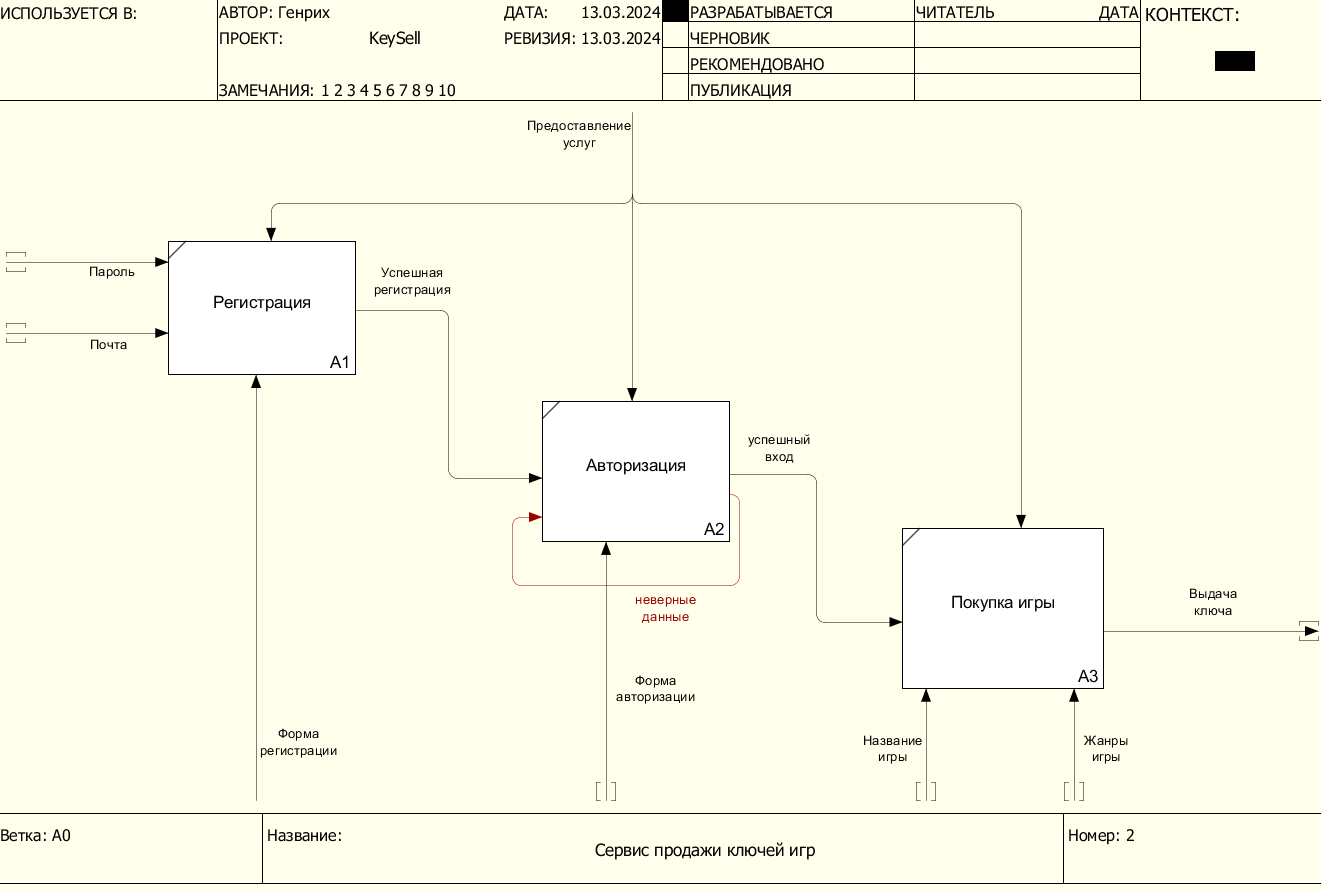 ИСПОЛЬЗУЕТСЯ В:
АВТОР: Генрих
ДАТА: 13.03.2024
ПРОЕКТ: KeySell
РЕВИЗИЯ: 13.03.2024
ЗАМЕЧАНИЯ: 1 2 3 4 5 6 7 8 9 10
РАЗРАБАТЫВАЕТСЯ
ЧЕРНОВИК
РЕКОМЕНДОВАНО
ПУБЛИКАЦИЯ
ЧИТАТЕЛЬ ДАТА
КОНТЕКСТ:
Предоставление
услуг
Пароль
Почта
Регистрация
A1
Успешная
регистрация
Авторизация
A2
успешный
вход
неверные
данные
Покупка игры
A3
Выдача
ключа
Форма
авторизации
Форма
регистрации
Название
игры
Жанры
игры
Ветка: A0
Название:
Сервис продажи ключей игр
Номер: 2